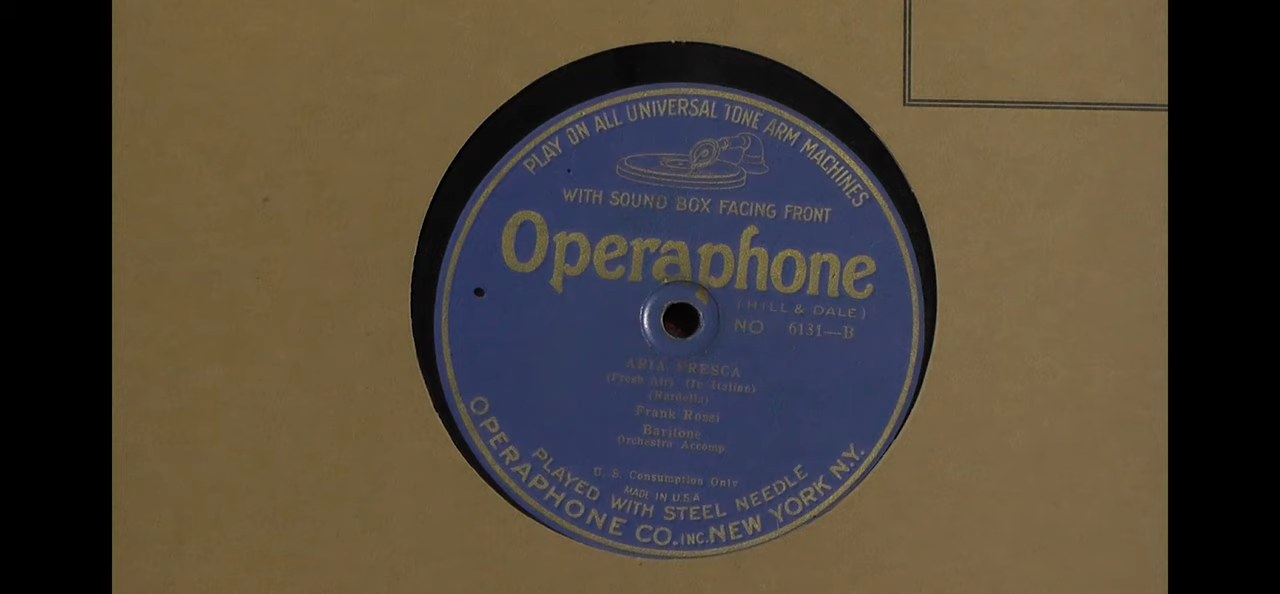 PLAY ON ALL UNIVERSAL TONE ARM MACHINES
WITH SOUND BOX FACING FRONT
Operaphone
(HILL & DALE)
NO 6131—B
ARIA FRESCA
(Fresh Air) (In Italian)
(Nardella)
Frank Rossi
Baritone
Orchestra Accomp.
U. S. Consumption Only
MADE IN U.S.A
PLAYED WITH STEEL NEEDLE
OPERAPHONE CO. INC. NEW YORK N.Y.